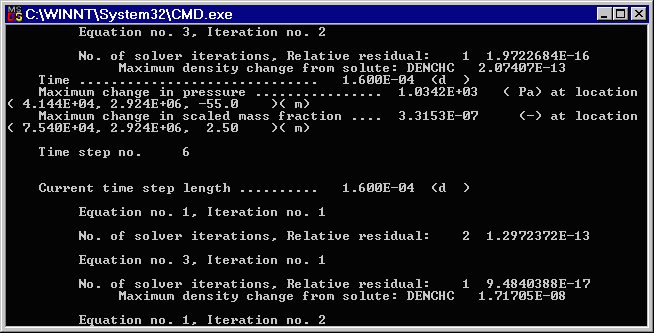 C:\WINNT\System32\CMD.exe
Equation no. 3, Iteration no. 2
No. of solver iterations, Relative residual: 1 1.9722684E-16
Maximum density change from solute: DENCHC 2.07407E-13
Time .............................. 1.600E-04 (d )
Maximum change in pressure ................ 1.0342E+03 ( Pa) at location
( 4.144E+04, 2.924E+06, -55.0 )( m)
Maximum change in scaled mass fraction .... 3.3153E-07 (-) at location
( 7.540E+04, 2.924E+06, 2.50 )( m)
Time step no. 6
Current time step length .......... 1.600E-04 (d )
Equation no. 1, Iteration no. 1
No. of solver iterations, Relative residual: 2 1.2972372E-13
Equation no. 3, Iteration no. 1
No. of solver iterations, Relative residual: 1 9.4840388E-17
Maximum density change from solute: DENCHC 1.71705E-08
Equation no. 1, Iteration no. 2